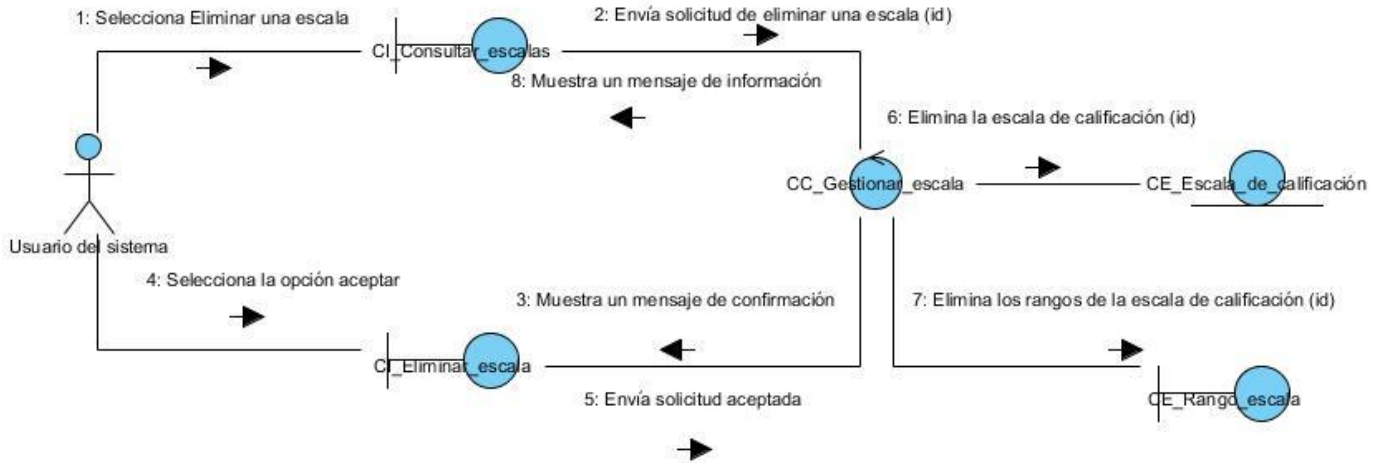 1: Selecciona Eliminar una escala
2: Envía solicitud de eliminar una escala (id)
CI_Consultar_escalas
8: Muestra un mensaje de información
6: Elimina la escala de calificación (id)
CC_Gestionar_escala
CE_Escala_de_calificación
Usuario del sistema
4: Selecciona la opción aceptar
3: Muestra un mensaje de confirmación
7: Elimina los rangos de la escala de calificación (id)
CI_Eliminar_escala
5: Envía solicitud aceptada
CE_Rango_escala